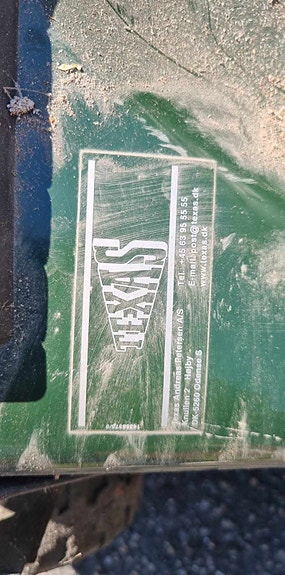 TEXAS
Texas Andreas Petersen A/S
Knullen 2 Højby
DK-5260 Odense S
Tel. +45 63 95 55 55
E-mail post@texas.dk
www.texas.dk